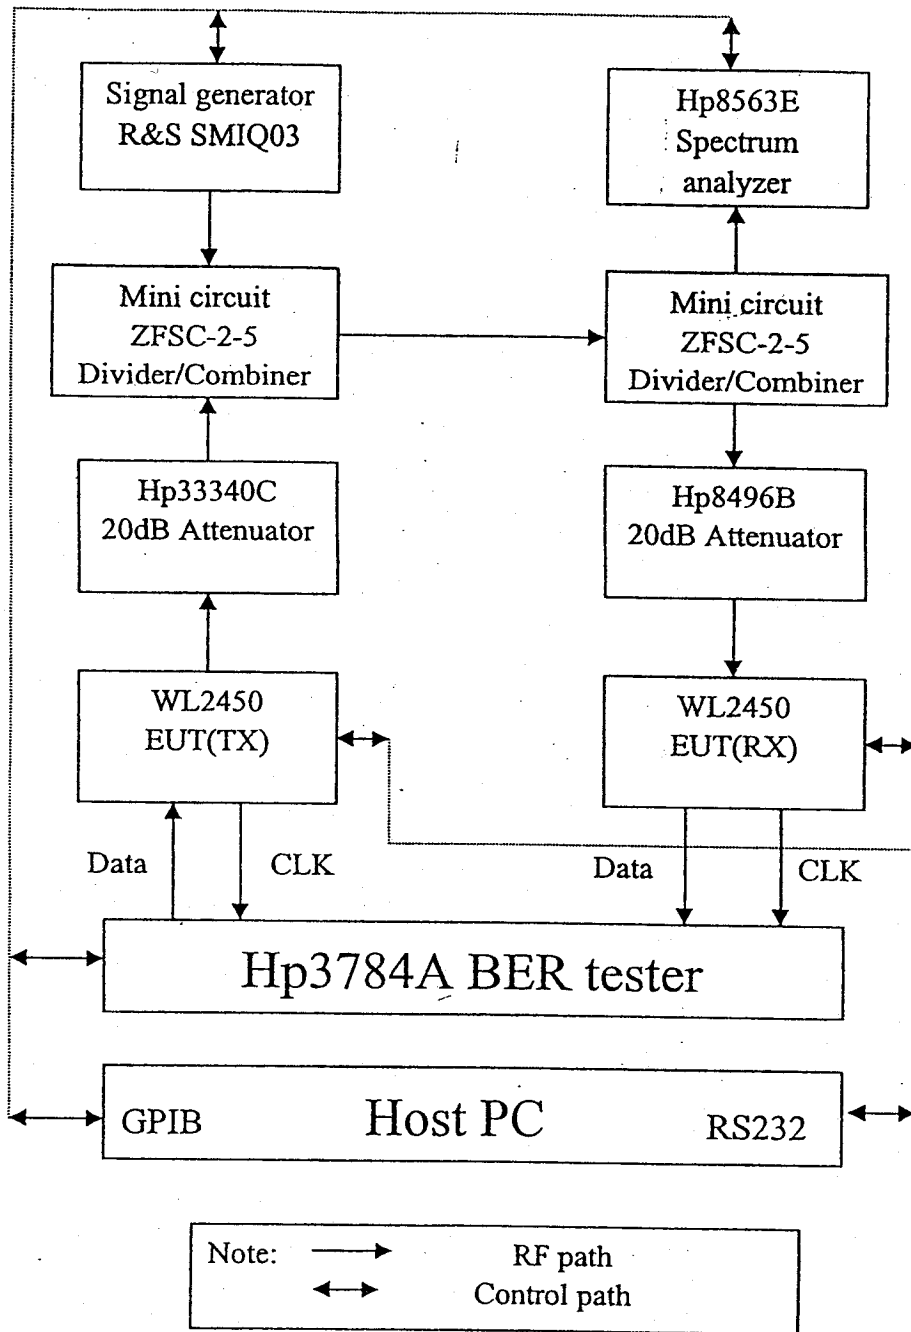 Signal generator
R&S SMIQ03
Hp8563E
Spectrum
analyzer
Mini circuit
ZFSC-2-5
Divider/Combiner
Mini circuit
ZFSC-2-5
Divider/Combiner
Hp33340C
20dB Attenuator
Hp8496B
20dB Attenuator
WL2450
EUT(TX)
WL2450
EUT(RX)
Data
CLK
Data
CLK
Hp3784A BER tester
GPIB
Host PC
RS232
Note:
RF path
Control path